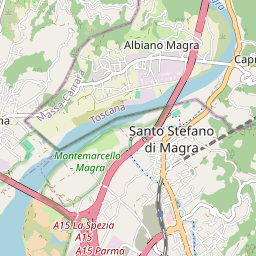 Albiano Magra
Capr
Massa-Carrara
Toscana
na
Santo Stefano
di Magra
Montemarcello
- Magra
A15 La Spezia
A15
A15 Parma